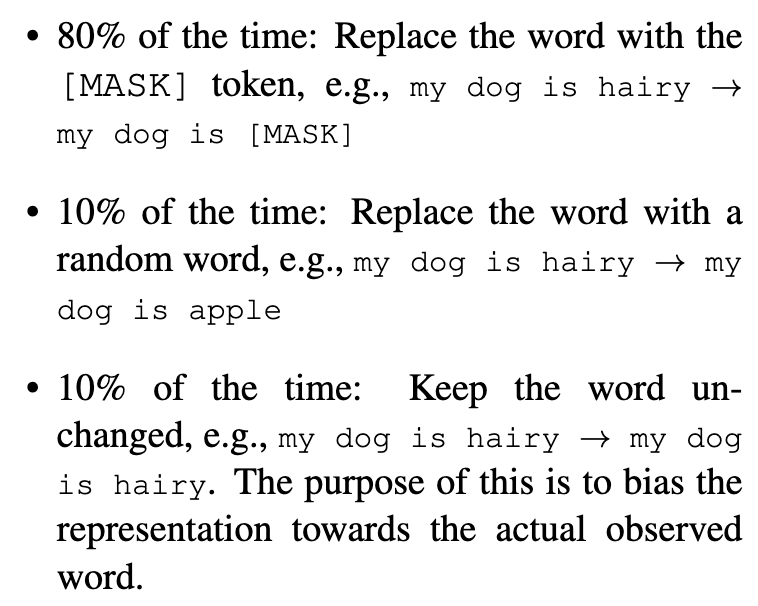 • 80% of the time: Replace the word with the
[MASK] token, e.g., my dog is hairy →
my dog is [MASK]
• 10% of the time: Replace the word with a
random word, e.g., my dog is hairy → my
dog is apple
• 10% of the time: Keep the word un-
changed, e.g., my dog is hairy → my dog
is hairy. The purpose of this is to bias the
representation towards the actual observed
word.